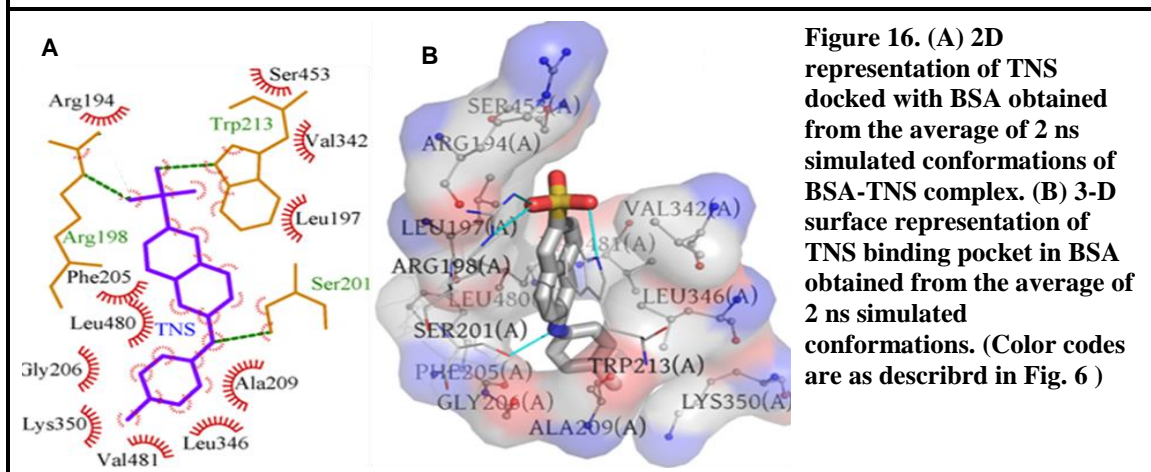 A
Ser453
Arg194
Trp213
Val342
Leu197
Arg198
Ser201
Phe205
Leu480
TNS
Gly206
Ala209
Lys350
Leu346
Val481
B
SER453(A)
ARG194(A)
VAL342(A)
LEU197(A)
481(A)
ARG198(A)
LEU480
LEU346(A)
SER201(A)
TRP213(A)
PHE205(A)
GLY206(A)
LYS350(A)
ALA209(A)
Figure 16. (A) 2D
representation of TNS
docked with BSA obtained
from the average of 2 ns
simulated conformations of
BSA-TNS complex. (B) 3-D
surface representation of
TNS binding pocket in BSA
obtained from the average of
2 ns simulated
conformations. (Color codes
are as describrd in Fig. 6 )